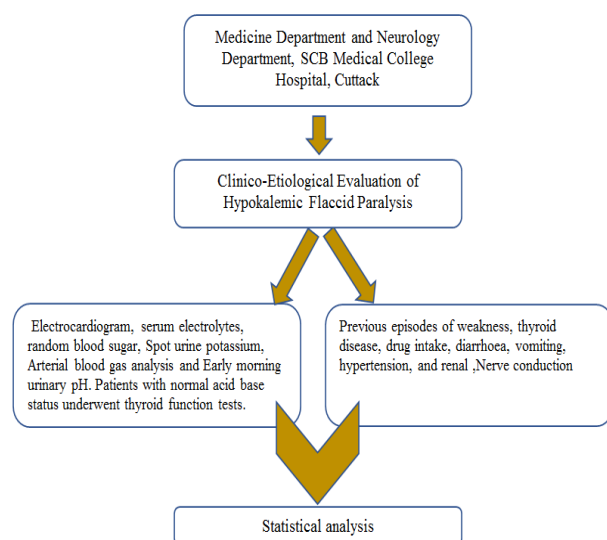 Medicine Department and Neurology
Department, SCB Medical College
Hospital, Cuttack
Clinico-Etiological Evaluation of
Hypokalemic Flaccid Paralysis
Electrocardiogram, serum electrolytes,
random blood sugar, Spot urine potassium,
Arterial blood gas analysis and Early morning
urinary pH. Patients with normal acid base
status underwent thyroid function tests.
Previous episodes of weakness, thyroid
disease, drug intake, diarrhoea, vomiting,
hypertension, and renal ,Nerve conduction
Statistical analysis